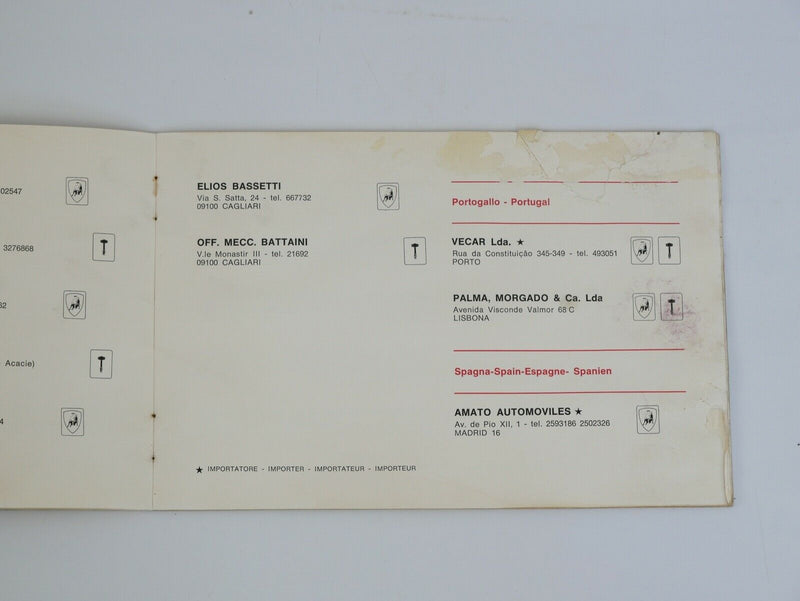 02547
3276868
62
Acacie)
4
ELIOS BASSETTI
Via S. Satta, 24 - tel. 667732
09100 CAGLIARI
OFF. MECC. BATTAINI
V.le Monastir III - tel. 21692
09100 CAGLIARI
★ IMPORTATORE - IMPORTER - IMPORTATEUR - IMPORTEUR
Portogallo - Portugal
VECAR Lda. ★
Rua da Constituição 345-349 - tel. 493051
PORTO
PALMA, MORGADO & Ca. Lda
Avenida Visconde Valmor 68 C
LISBONA
Spagna-Spain-Espagne- Spanien
AMATO AUTOMOVILES ★
Av. de Pio XII, 1 - tel. 2593186 2502326
MADRID 16